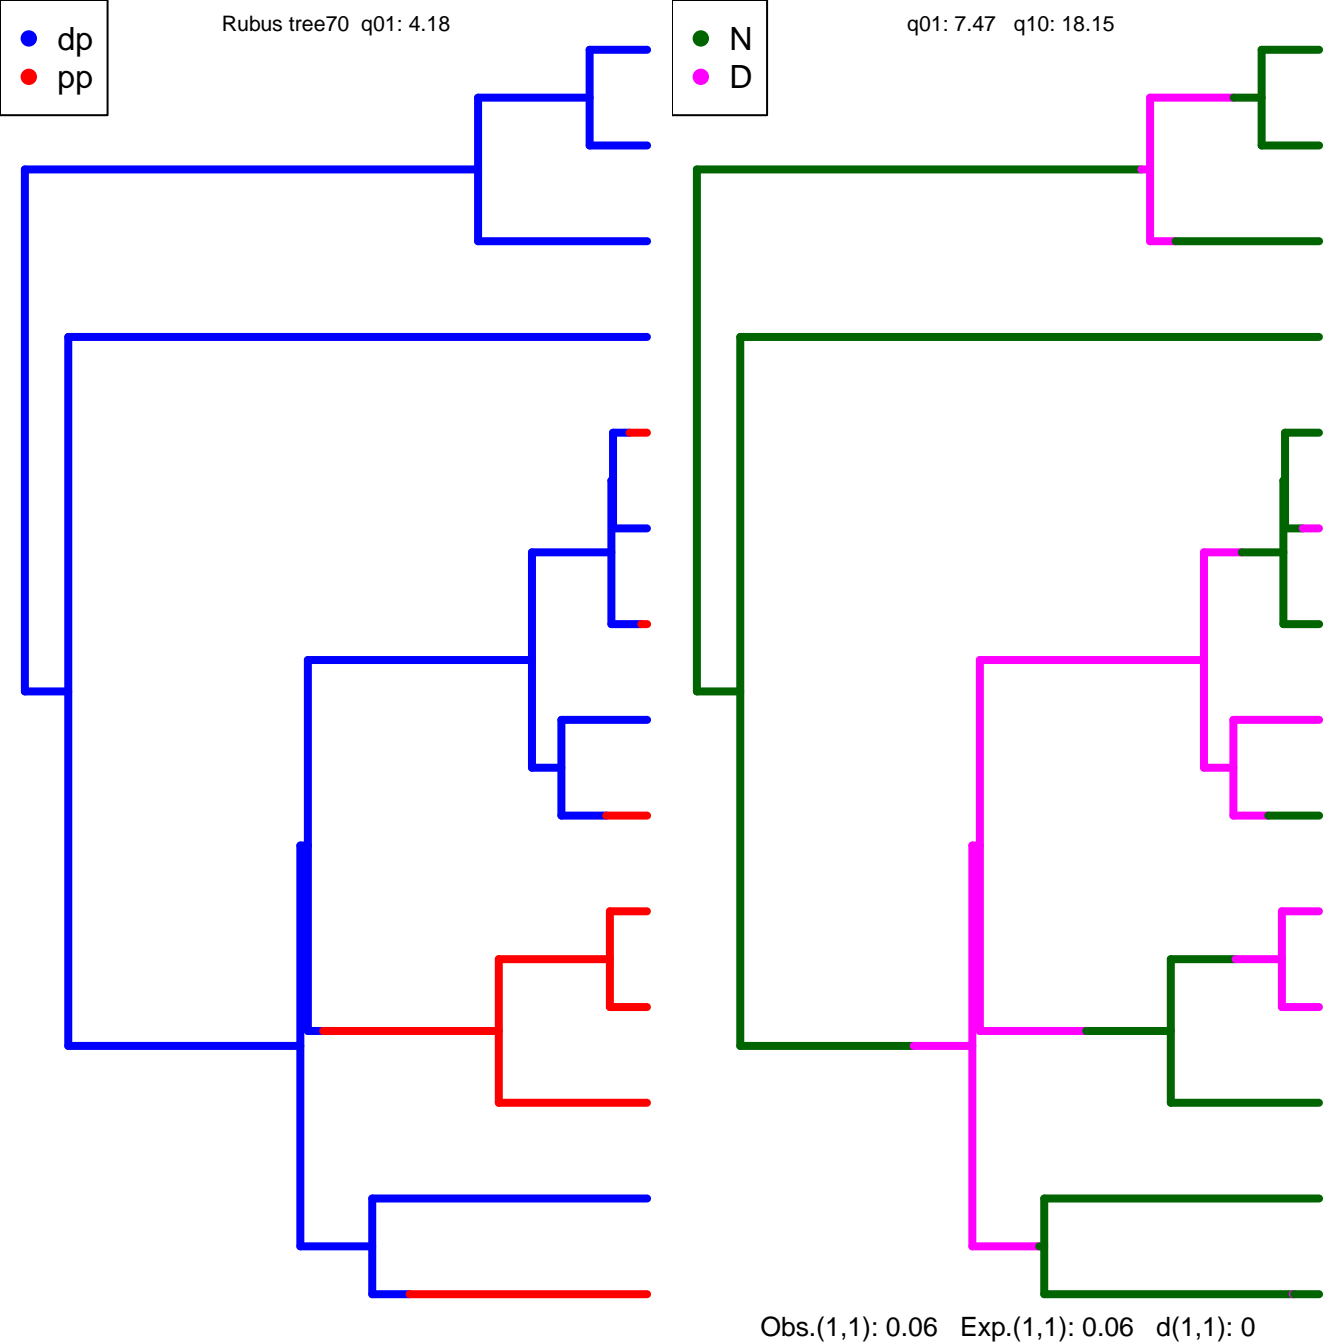 dp
pp
Rubus tree70 q01: 4.18
N
D
q01: 7.47 q10: 18.15
Obs.(1,1): 0.06 Exp.(1,1): 0.06 d(1,1): 0